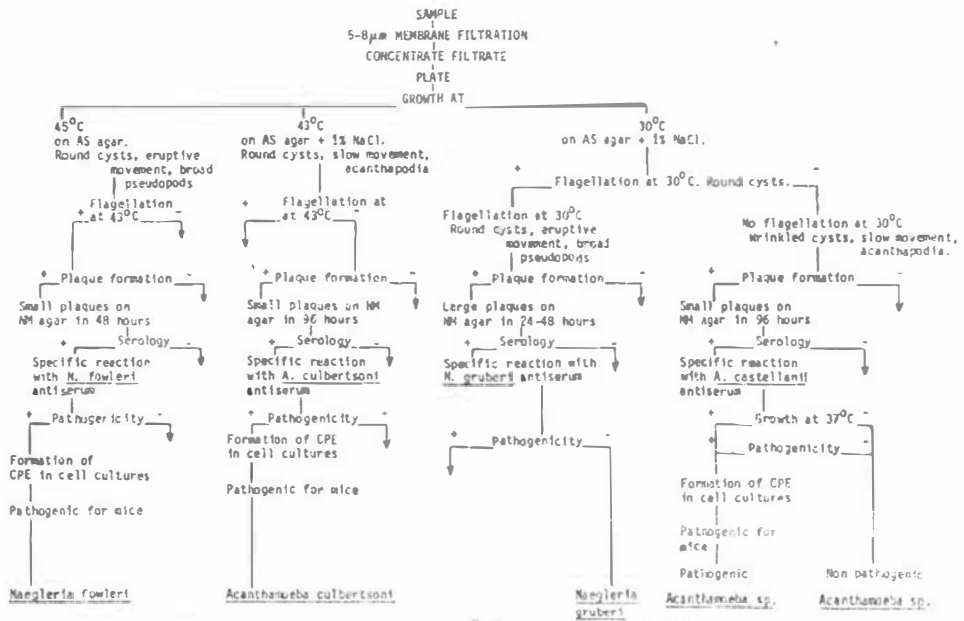 SAMPLE
5-8µm MEMBRANE FILTRATION
CONCENTRATE FILTRATE
PLATE
GROWTH AT
45°C
on AS agar.
Round cysts, eruptive
movement, broad
pseudopods
+ Flagellation -
at 43°C
+ Plaque formation -
Small plaques on
NM agar in 48 hours
+ Serology -
Specific reaction
with N. fowleri
antiserum
+ Pathogericity -
Formation of
CPE in cell cultures
Pathogenic for mice
Naegleria fowleri
43°C
on AS agar + 1% NaCl.
Round cysts, slow movement,
acanthapodia
+ Flagellation at -
at 43°C
+ Plaque formation -
Small plaques on NM
agar in 96 hours
+ Serology -
Specific reaction
with A. culbertsoni
antiserum
+ Pathogenicity -
Formation of CPE
in cell cultures
Pathogenic for mice
Acanthamoeba culbertsoni
30°C
on AS agar + 1% NaCl.
+ -
Flagellation at 30°C. Round cysts.
Flagellation at 30°C
Round cysts, eruptive
movement, broad
pseudopods
+ Plaque formation -
Large plaques on
NM agar in 24-48 hours
+ Serology -
Specific reaction with
N. gruberi antiserum
+ Pathogenicity -
Naegleria
gruberi
No flagellation at 30°C
Wrinkled cysts, slow movement,
acanthapodia.
+ Plaque formation -
Small plaques on
NM agar in 96 hours
+ Serology -
Specific reaction
with A. castellanii
antiserum
+ Growth at 37°C -
+ Pathogenicity -
Formation of CPE
in cell cultures
Pathogenic for
mice
Pathogenic
Acanthamoeba sp.
Non pathogenic
Acanthamoeba sp.